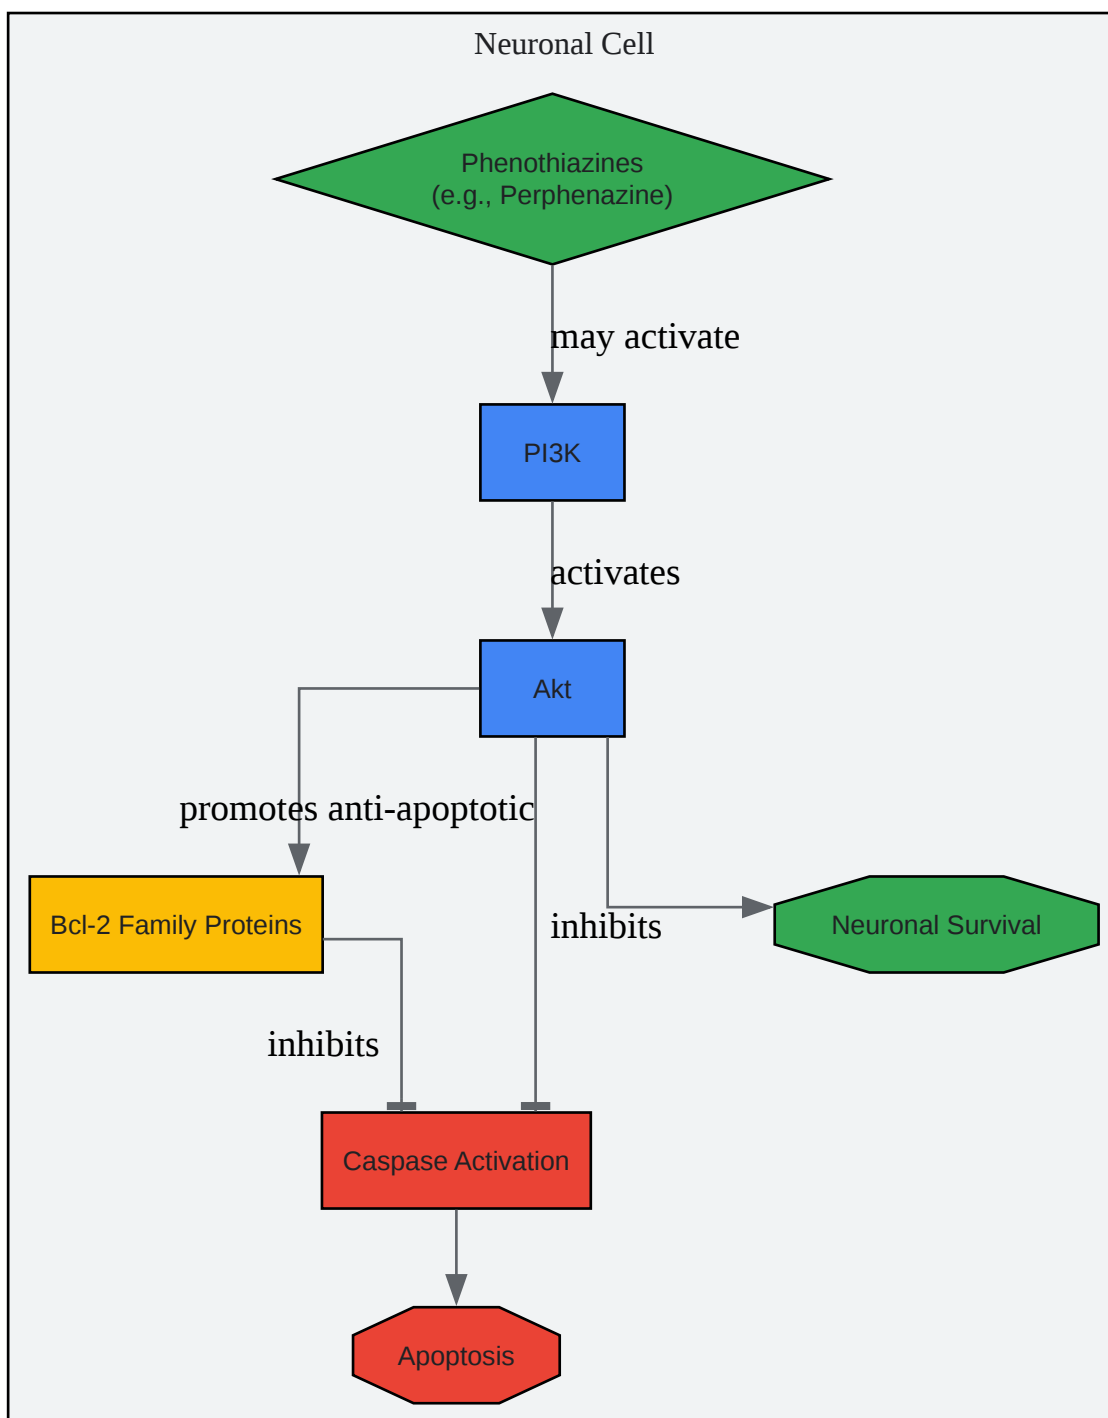 Neuronal Cell
Phenothiazines
(e.g., Perphenazine)
may activate
PI3K
activates
Akt
promotes anti-apoptotic
Bcl-2 Family Proteins
inhibits
Neuronal Survival
inhibits
Caspase Activation
Apoptosis